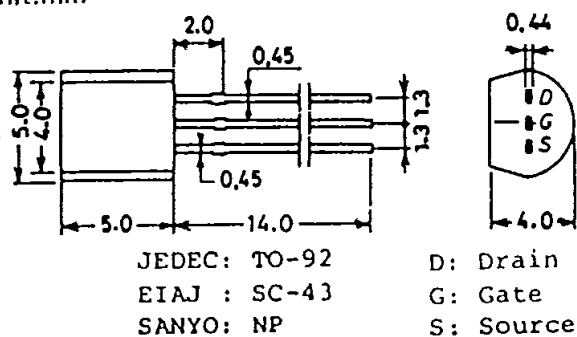 2.0
0.44
0,45
5.0
4.0
1.3
1.3
D
G
S
0,45
5.0
14.0
4.0
JEDEC: TO-92
EIAJ : SC-43
SANYO: NP
D: Drain
G: Gate
S: Source